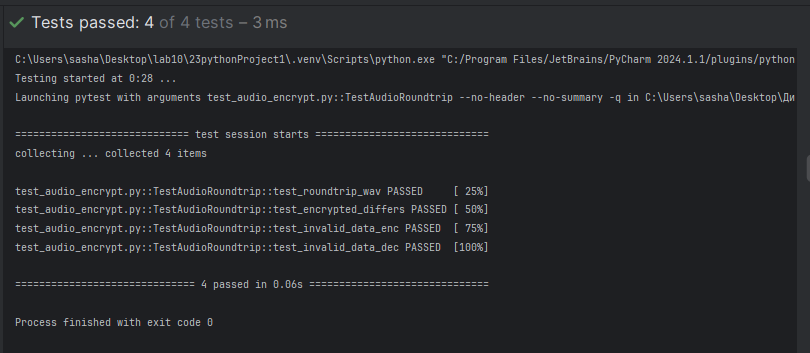 Tests passed: 4 of 4 tests – 3 ms
C:\Users\sasha\Desktop\lab10\23pythonProject1\.venv\Scripts\python.exe "C:/Program Files/JetBrains/PyCharm 2024.1.1/plugins/python
Testing started at 0:28 ...
Launching pytest with arguments test_audio_encrypt.py::TestAudioRoundtrip --no-header --no-summary -q in C:\Users\sasha\Desktop\Ди
============================= test session starts =============================
collecting ... collected 4 items
test_audio_encrypt.py::TestAudioRoundtrip::test_roundtrip_wav PASSED     [ 25%]
test_audio_encrypt.py::TestAudioRoundtrip::test_encrypted_differs PASSED [ 50%]
test_audio_encrypt.py::TestAudioRoundtrip::test_invalid_data_enc PASSED  [ 75%]
test_audio_encrypt.py::TestAudioRoundtrip::test_invalid_data_dec PASSED  [100%]
============================== 4 passed in 0.06s ==============================
Process finished with exit code 0